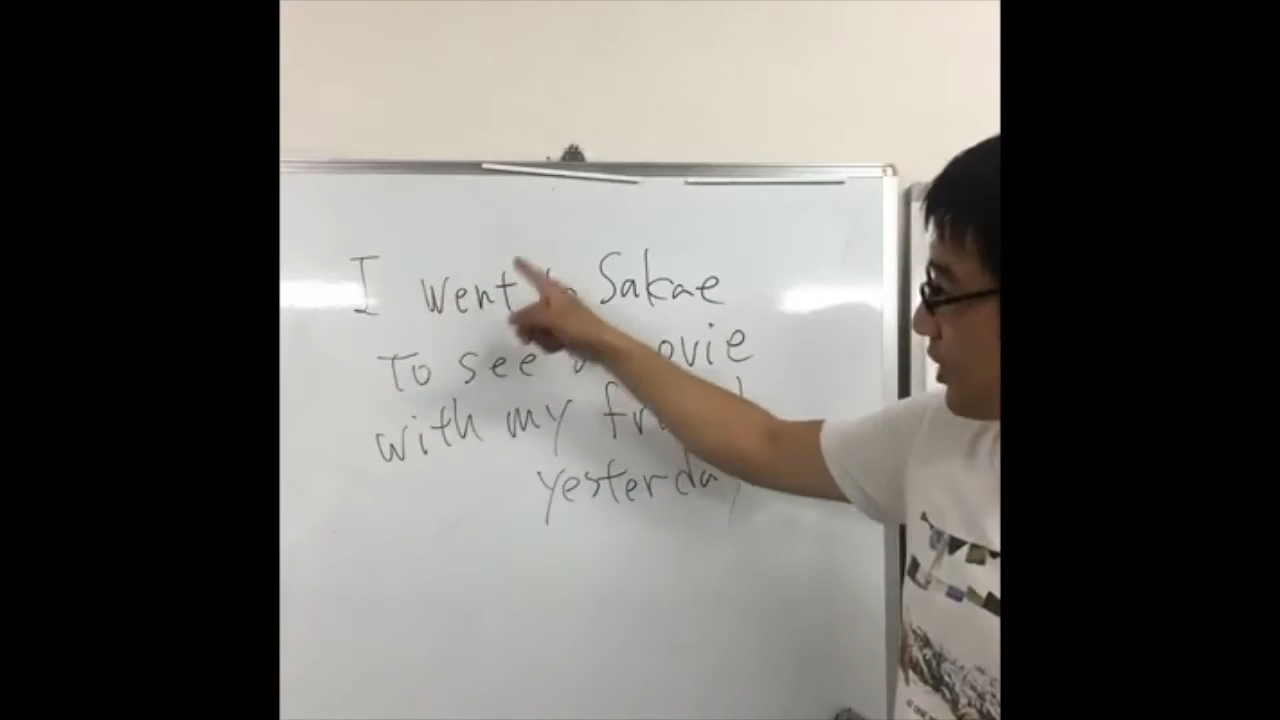 I went to Sakae
To see a movie
with my friend
yesterday